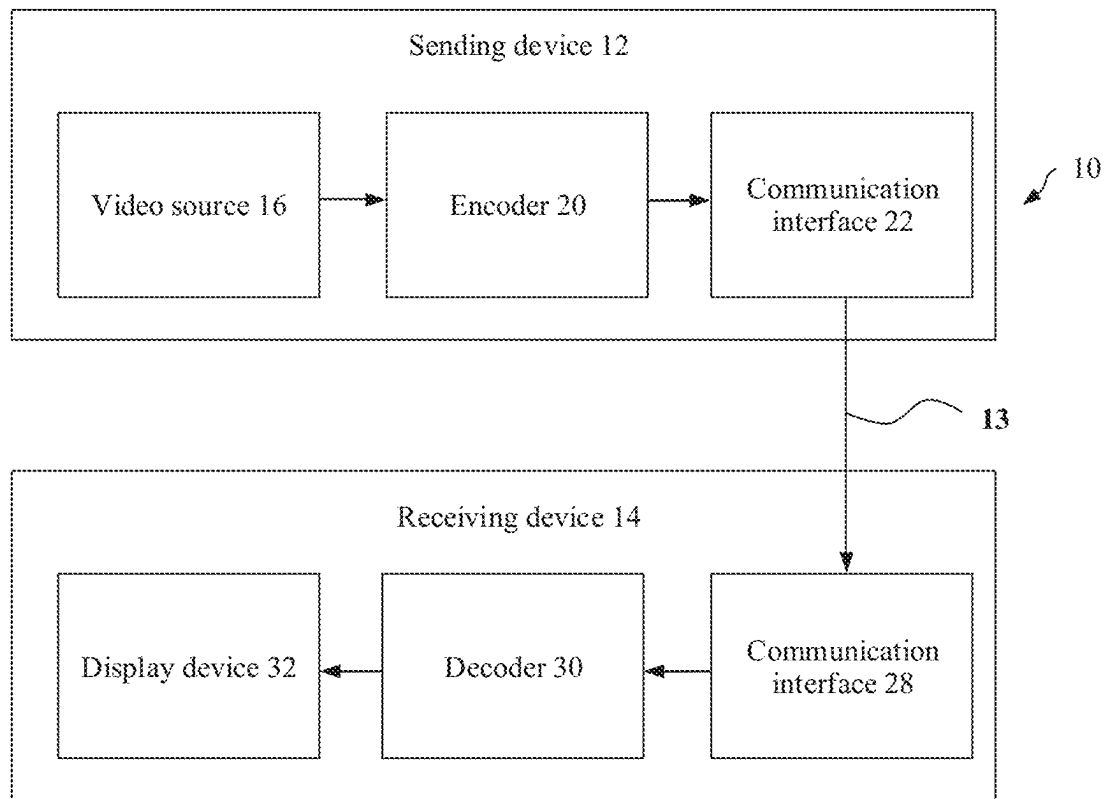 Sending device 12
Video source 16
Encoder 20
Communication
interface 22
10
13
Receiving device 14
Display device 32
Decoder 30
Communication
interface 28